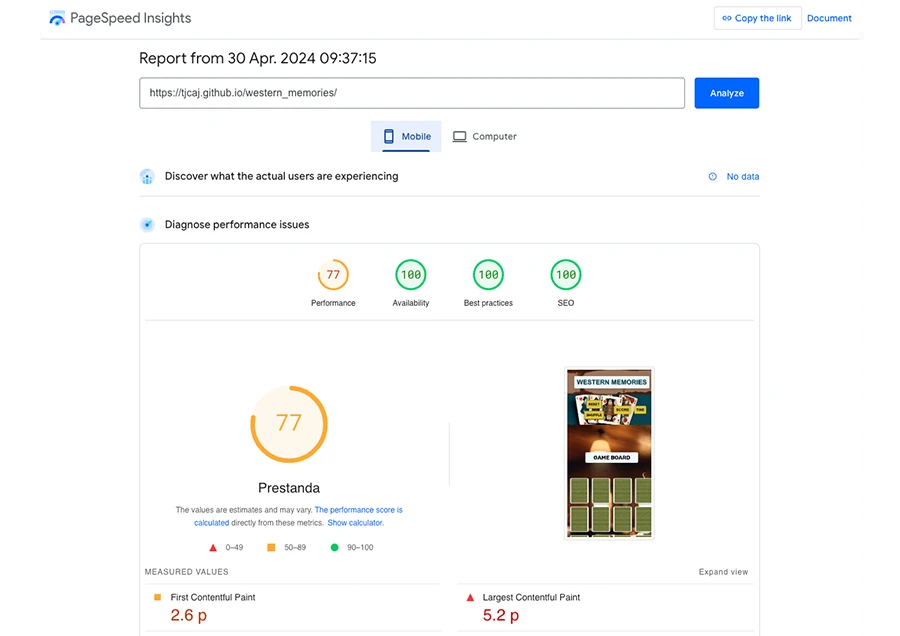 PageSpeed Insights
Copy the link
Document
Report from 30 Apr. 2024 09:37:15
https://tjcaj.github.io/western_memories/
Analyze
Mobile
Computer
Discover what the actual users are experiencing
No data
Diagnose performance issues
77
100
100
100
Performance
Availability
Best practices
SEO
77
Prestanda
The values are estimates and may vary. The performance score is
calculated directly from these metrics. Show calculator.
0–49
50–89
90–100
WESTERN MEMORIES
RESET
SHUFFLE
SCORE
TIME
GAME BOARD
MEASURED VALUES
Expand view
First Contentful Paint
2.6 p
Largest Contentful Paint
5.2 p